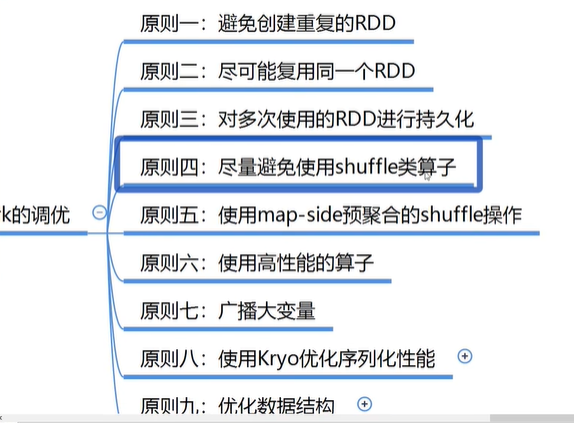 原则一：避免创建重复的RDD
原则二：尽可能复用同一个RDD
原则三：对多次使用的RDD进行持久化
原则四：尽量避免使用shuffle类算子
rk的调优
原则五：使用map-side预聚合的shuffle操作
原则六：使用高性能的算子
原则七：广播大变量
原则八：使用Kryo优化序列化性能
原则九：优化数据结构